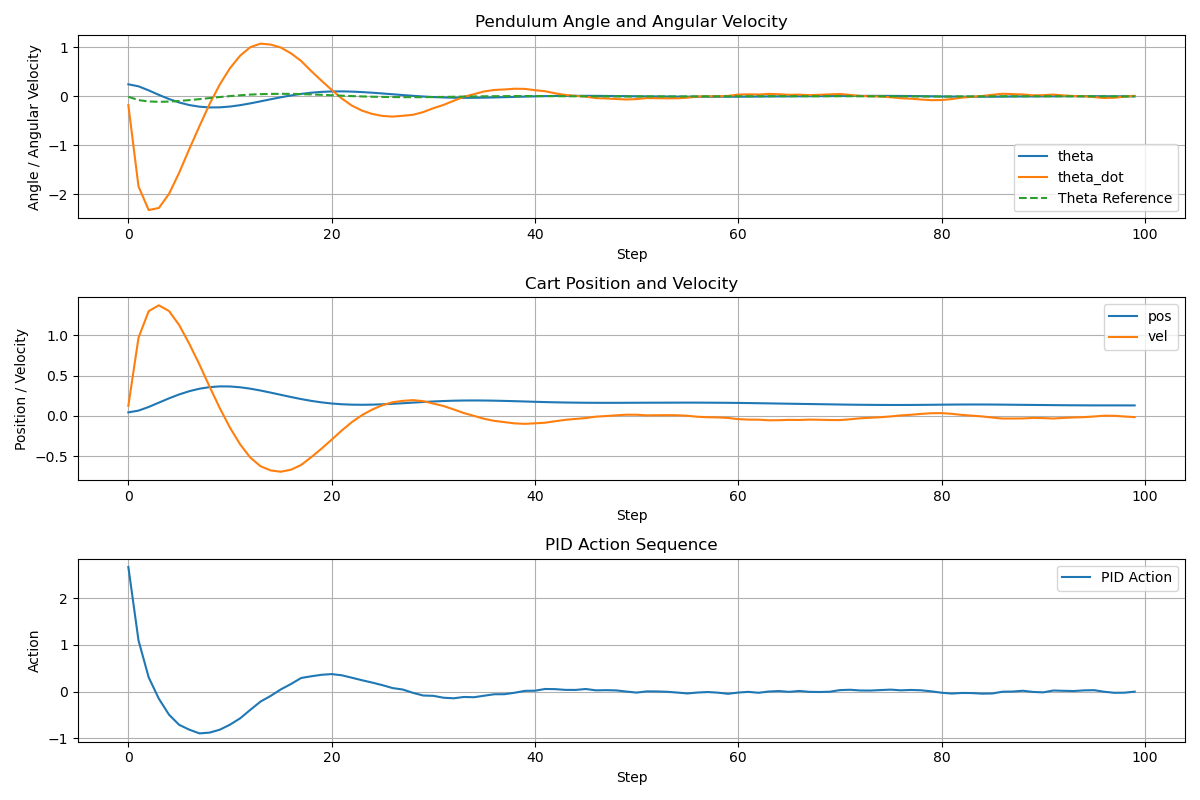 Pendulum Angle and Angular Velocity
Angle / Angular Velocity
1
0
−1
−2
theta
theta_dot
Theta Reference
0 20 40 60 80 100
Step
Cart Position and Velocity
Position / Velocity
1.0
0.5
0.0
−0.5
pos
vel
0 20 40 60 80 100
Step
PID Action Sequence
Action
2
1
0
−1
PID Action
0 20 40 60 80 100
Step